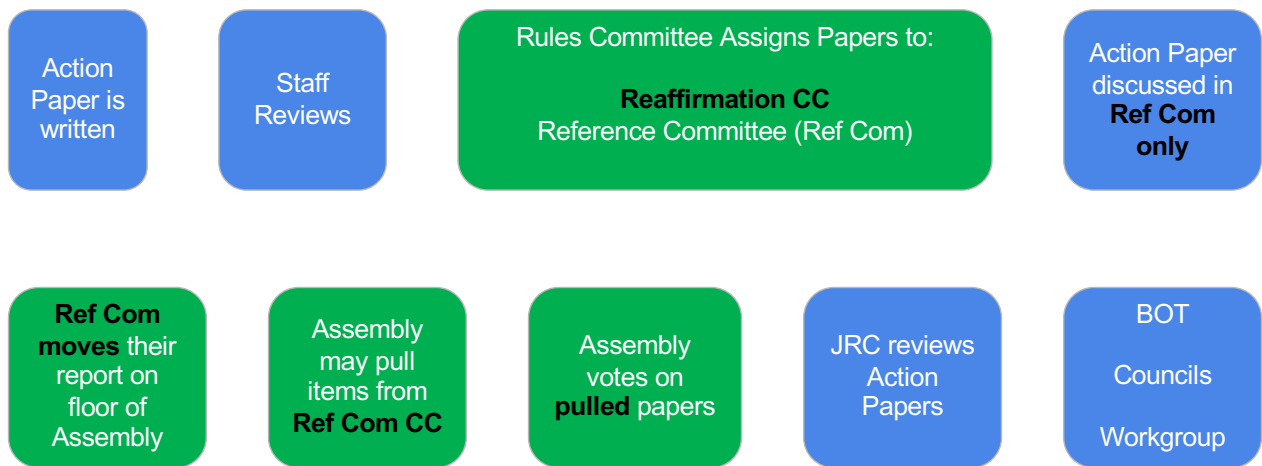 Action
Paper is
written
Staff
Reviews
Rules Committee Assigns Papers to:
Reaffirmation CC
Reference Committee (Ref Com)
Action Paper
discussed in
Ref Com
only
Ref Com
moves their
report on
floor of
Assembly
Assembly
may pull
items from
Ref Com CC
Assembly
votes on
pulled papers
JRC reviews
Action
Papers
BOT
Councils
Workgroup